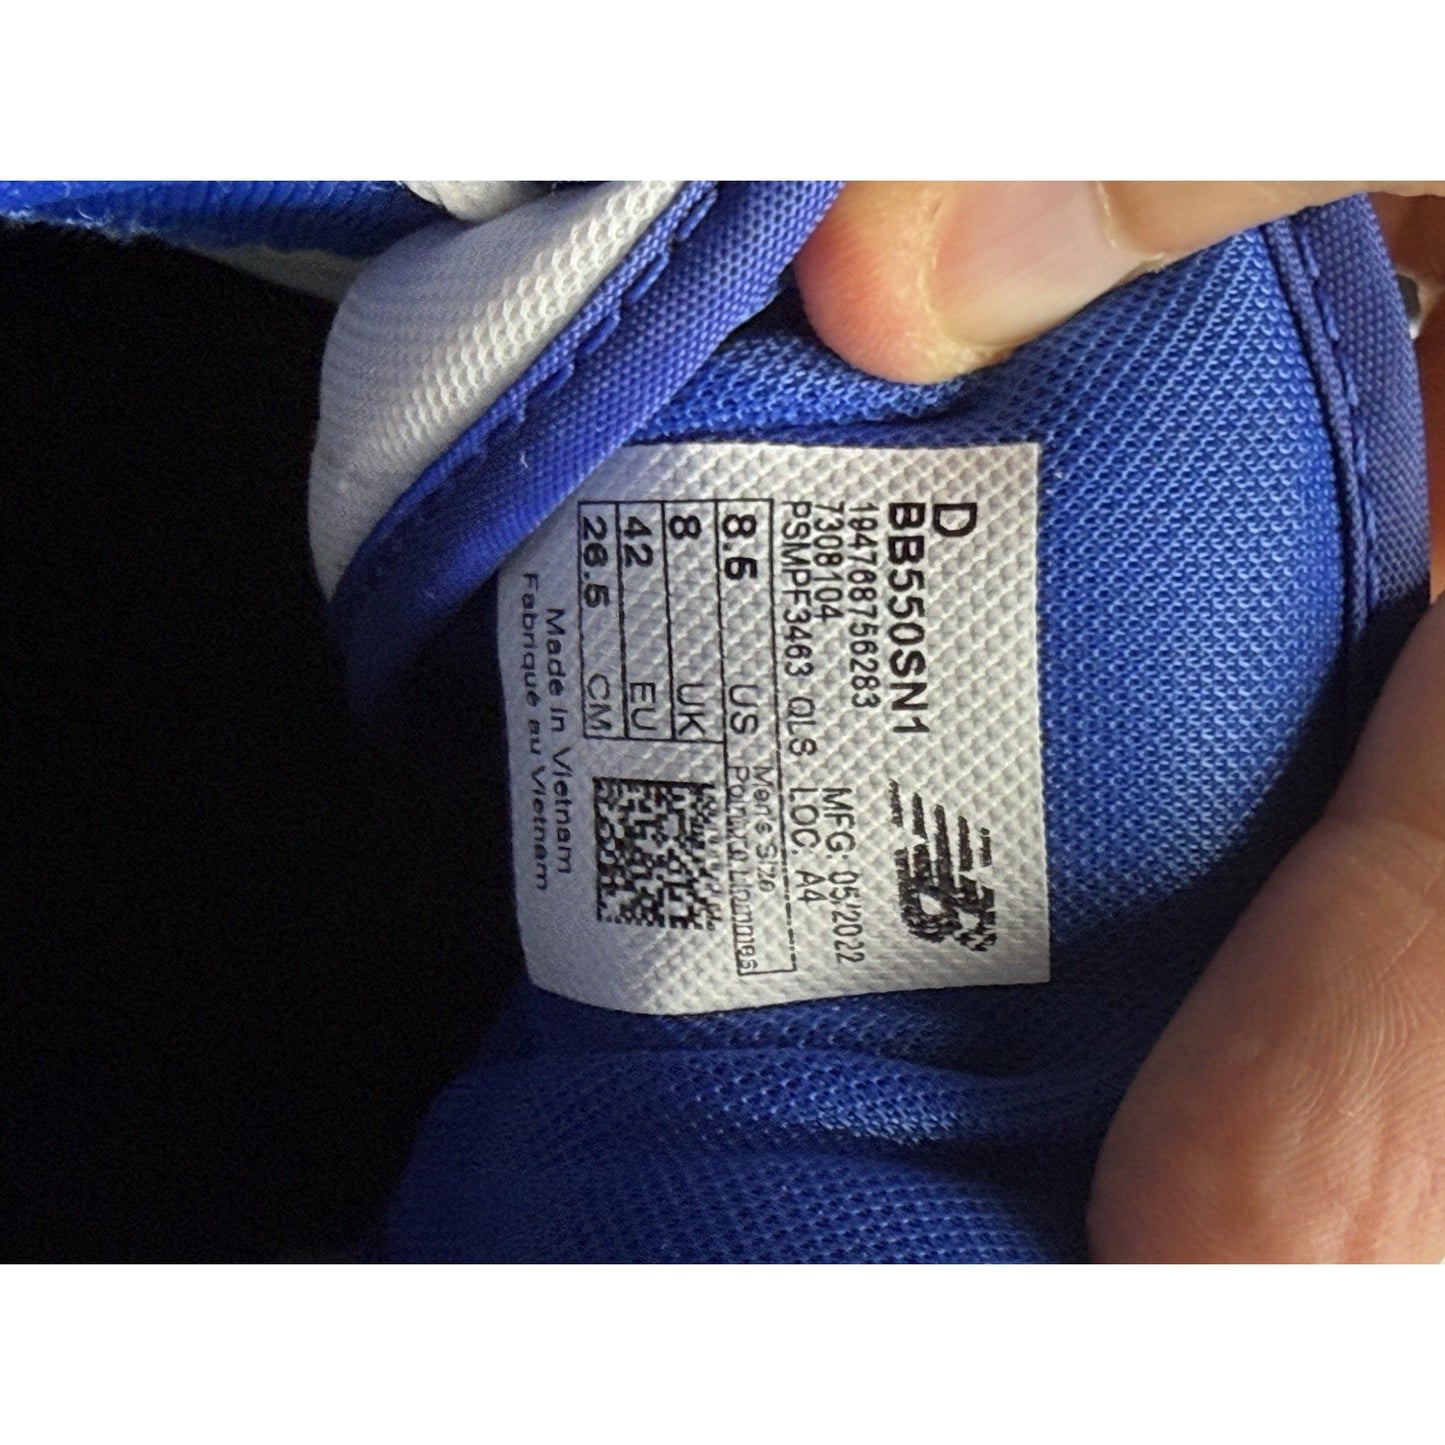 D
BB550SN1
194768756283
7308104 MFG: 05/2022
PSMPF3463 QLS LOC: A4
8.5 US Men's Size
Pointure Hommes
8 UK
42 EU
26.5 CM
Made in Vietnam
Fabriqué au Vietnam